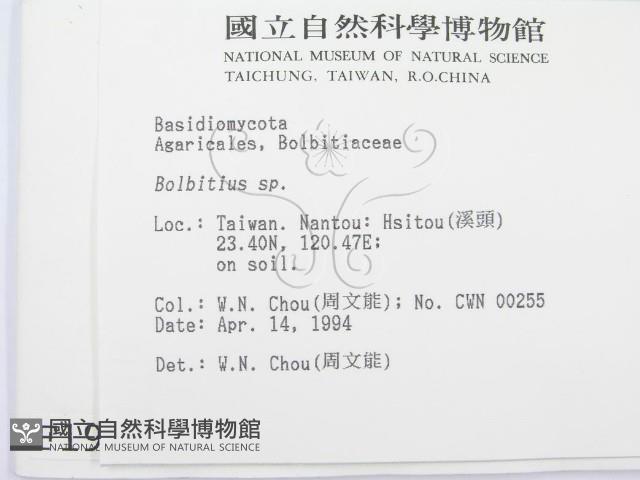 國立自然科學博物館
NATIONAL MUSEUM OF NATURAL SCIENCE
TAICHUNG, TAIWAN, R.O.CHINA
Basidiomycota
Agaricales, Bolbitiaceae
Bolbitius sp.
Loc.: Taiwan. Nantou: Hsitou(溪頭)
23.40N, 120.47E;
on soil.
Col.: W.N. Chou(周文能); No. CWN 00255
Date: Apr. 14, 1994
Det.: W.N. Chou(周文能)
國立自然科學博物館
NATIONAL MUSEUM OF NATURAL SCIENCE